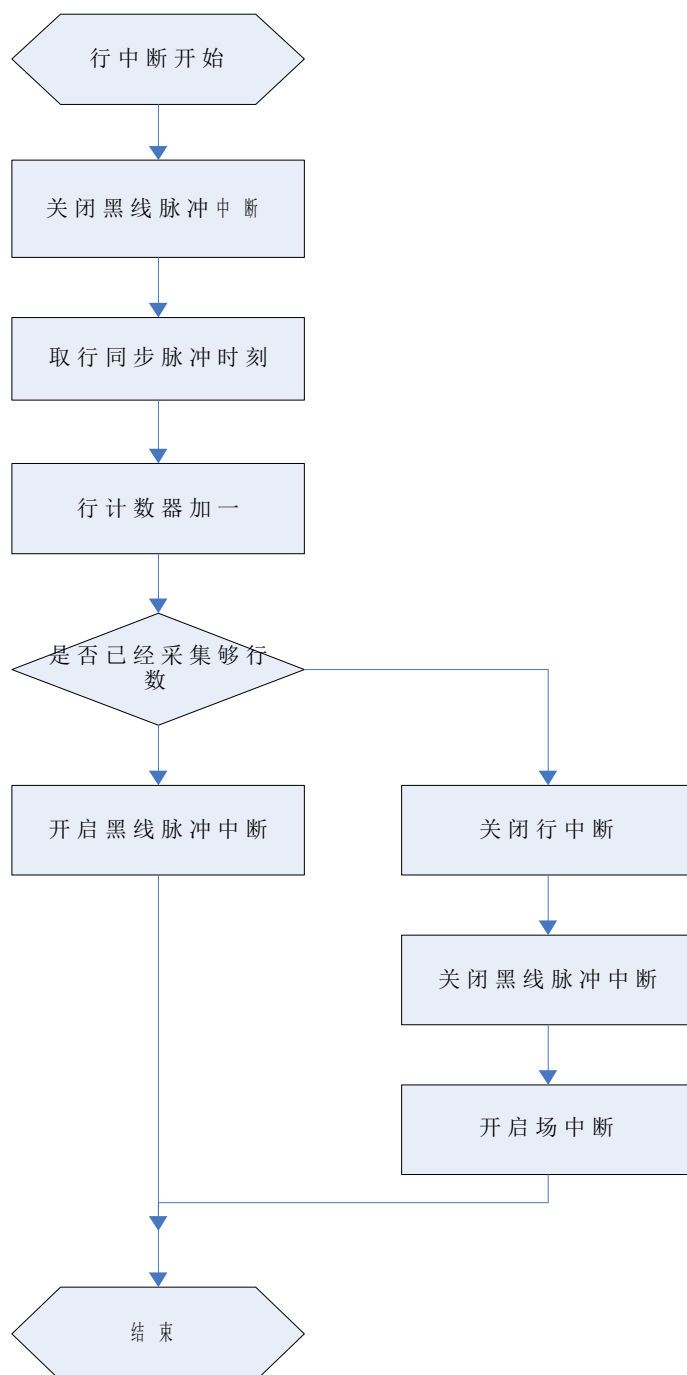 行中断开始
关闭黑线脉冲中断
取行同步脉冲时刻
行计数器加一
是否已经采集够行
数
开启黑线脉冲中断
关闭行中断
关闭黑线脉冲中断
开启场中断
结束